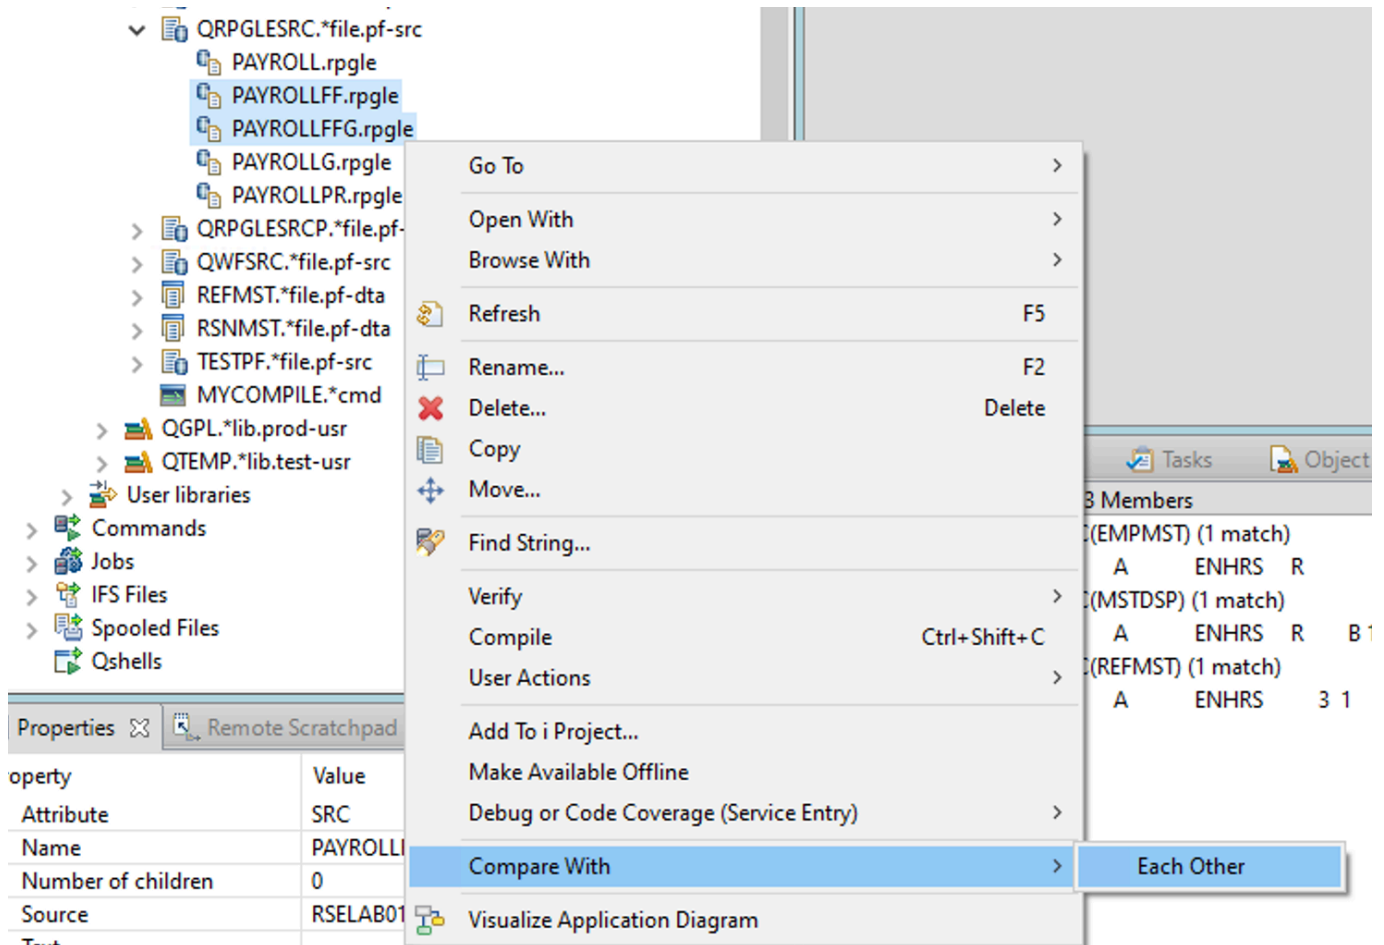 QRPGLESRC.*file.pf-src
PAYROLL.rpgle
PAYROLLFF.rpgle
PAYROLLFFG.rpgle
PAYROLLG.rpgle
PAYROLLPR.rpgle
QRPGLESRCP.*file.pf-
QWFSRC.*file.pf-src
REFMST.*file.pf-dta
RSNMST.*file.pf-dta
TESTPF.*file.pf-src
MYCOMPILE.*cmd
QGPL.*lib.prod-usr
QTEMP.*lib.test-usr
User libraries
Commands
Jobs
IFS Files
Spooled Files
Qshells
Go To
Open With
Browse With
Refresh F5
Rename... F2
Delete... Delete
Copy
Move...
Find String...
Verify
Compile Ctrl+Shift+C
User Actions
Add To i Project...
Make Available Offline
Debug or Code Coverage (Service Entry)
Compare With
Each Other
Visualize Application Diagram
Tasks Object
3 Members
(EMPMST) (1 match)
A ENHRS R
(MSTDSP) (1 match)
A ENHRS R B 1
(REFMST) (1 match)
A ENHRS 3 1
Properties Remote Scratchpad
operty Value
Attribute SRC
Name PAYROLL
Number of children 0
Source RSELAB01